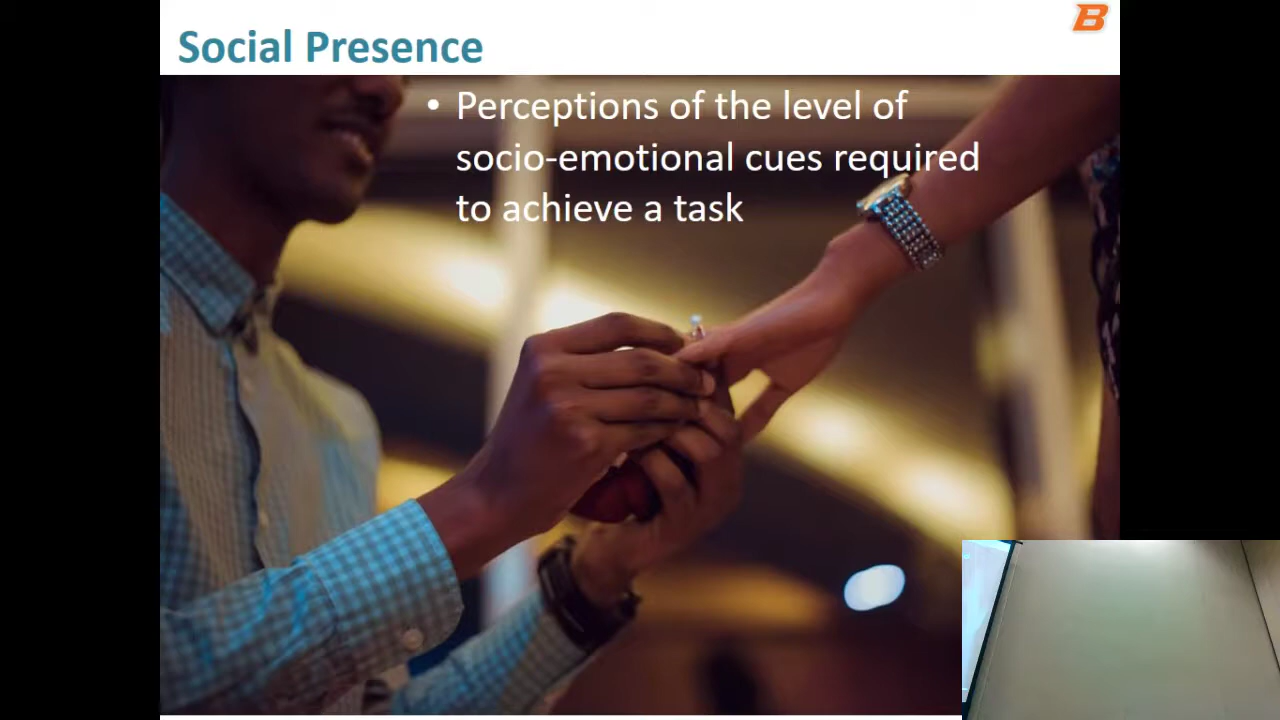 B
Social Presence
• Perceptions of the level of
socio-emotional cues required
to achieve a task